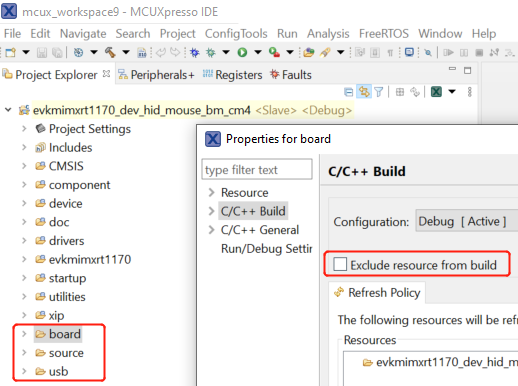 mcux_workspace9 - MCUXpresso IDE
File Edit Navigate Search Project ConfigTools Run Analysis FreeRTOS Window Help
Project Explorer Peripherals+ Registers Faults
evkmimxrt1170_dev_hid_mouse_bm_cm4 <Slave> <Debug>
Project Settings
Includes
CMSIS
component
device
doc
drivers
evkmimxrt1170
startup
utilities
xip
board
source
usb
Properties for board
type filter text
Resource
C/C++ Build
C/C++ General
Run/Debug Settin
C/C++ Build
Configuration: Debug [ Active ]
Exclude resource from build
Refresh Policy
The following resources will be refr
Resources
evkmimxrt1170_dev_hid_m